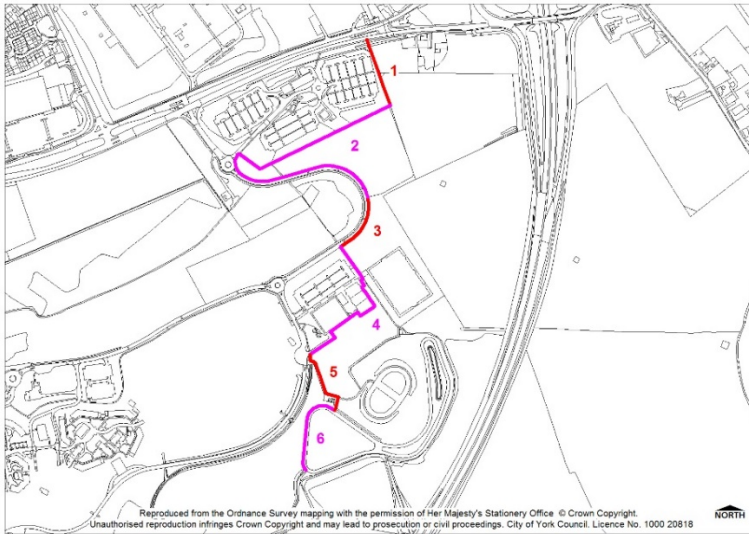 1
2
3
4
5
6
Reproduced from the Ordnance Survey mapping with the permission of Her Majesty's Stationery Office © Crown Copyright.
Unauthorised reproduction infringes Crown Copyright and may lead to prosecution or civil proceedings. City of York Council. Licence No. 1000 20818
NORTH